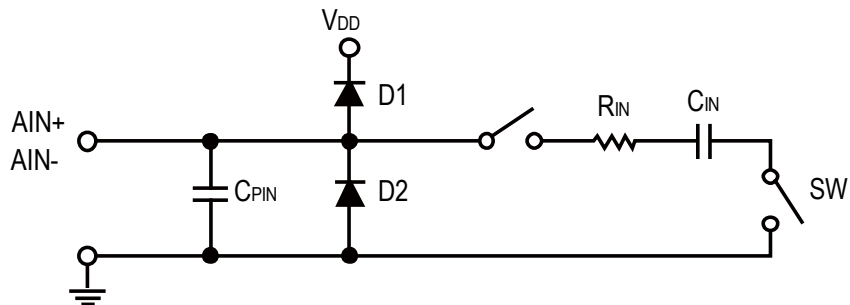 VDD
D1
AIN+
AIN-
RIN
CIN
CPIN
D2
SW